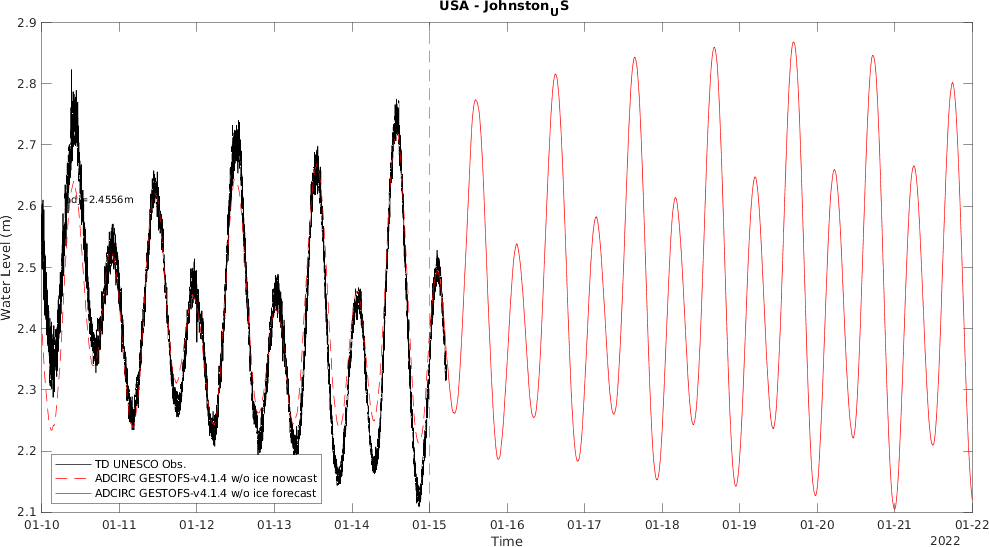 USA - Johnston_US
2.9
2.8
2.7
2.6
2.5
2.4
2.3
2.2
2.1
Water Level (m)
=2.4556m
TD UNESCO Obs.
ADCIRC GESTOFS-v4.1.4 w/o ice nowcast
ADCIRC GESTOFS-v4.1.4 w/o ice forecast
01-10 01-11 01-12 01-13 01-14 01-15 01-16 01-17 01-18 01-19 01-20 01-21 01-22
Time
2022